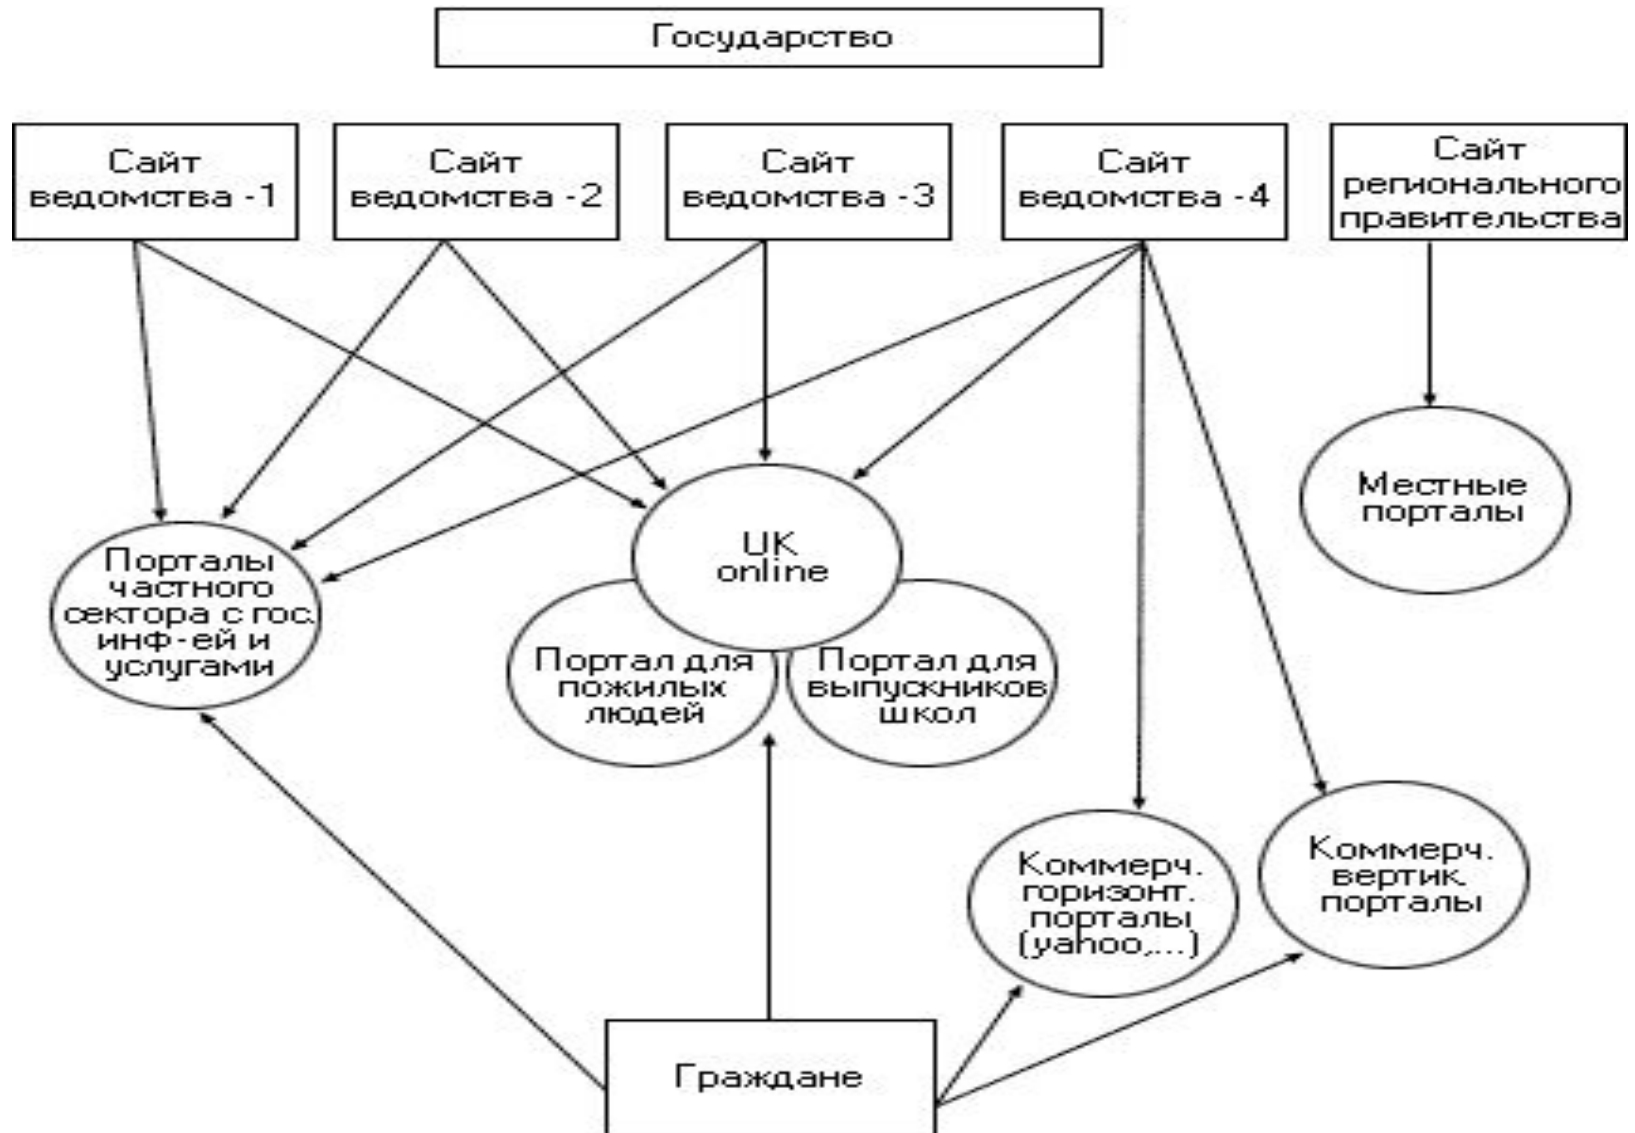 Государство
Сайт
ведомства -1
Сайт
ведомства -2
Сайт
ведомства -3
Сайт
ведомства -4
Сайт
регионального
правительства
Местные
порталы
UK
online
Порталы
частного
сектора с гос.
инф-ей и
услугами
Портал для
пожилых
людей
Портал для
выпускников
школ
Коммерч.
горизонт.
порталы
(yahoo,...)
Коммерч.
вертик.
порталы
Граждане